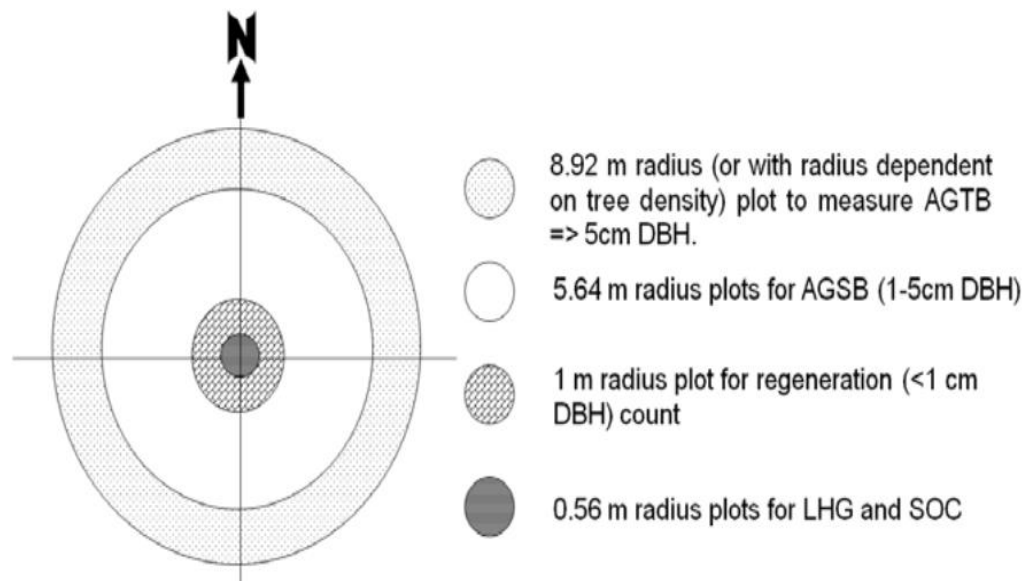 N
8.92 m radius (or with radius dependent
on tree density) plot to measure AGTB
=> 5cm DBH.
5.64 m radius plots for AGSB (1-5cm DBH)
1 m radius plot for regeneration (<1 cm
DBH) count
0.56 m radius plots for LHG and SOC